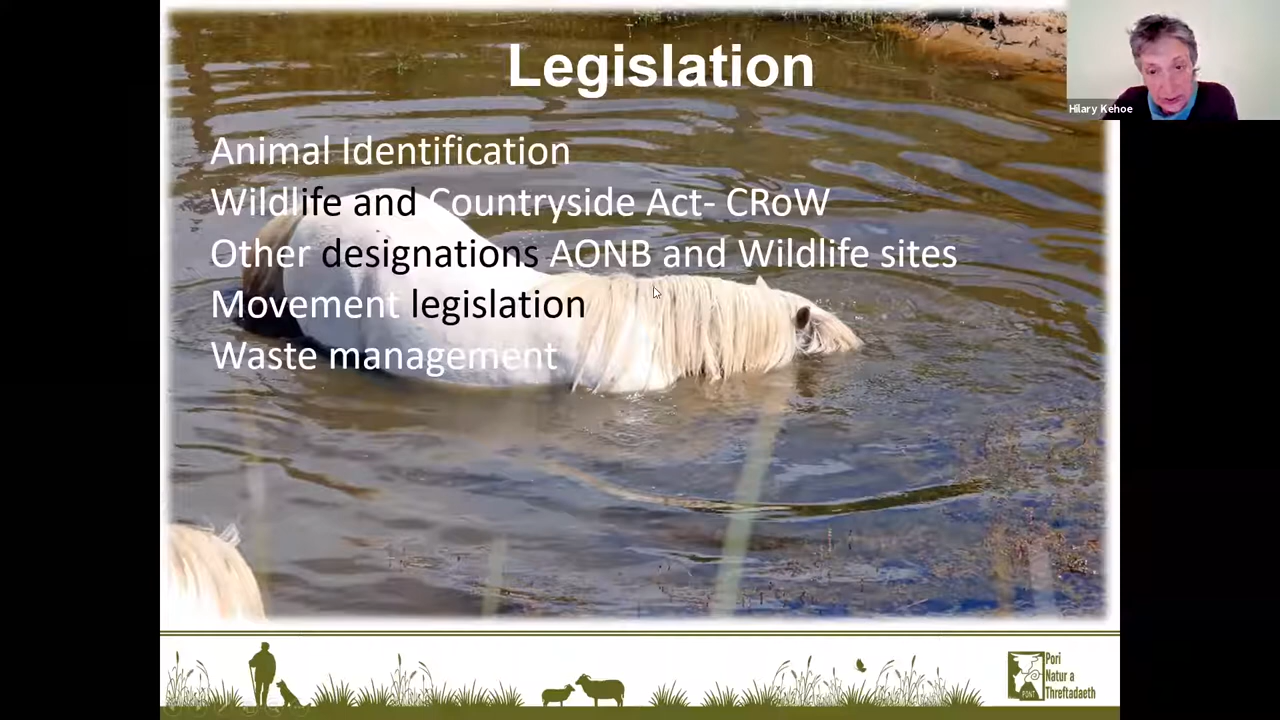 Legislation
Hilary Kehoe
Animal Identification
Wildlife and Countryside Act- CRoW
Other designations AONB and Wildlife sites
Movement legislation
Waste management
Pori
Natur a
Threftadaeth
PONT